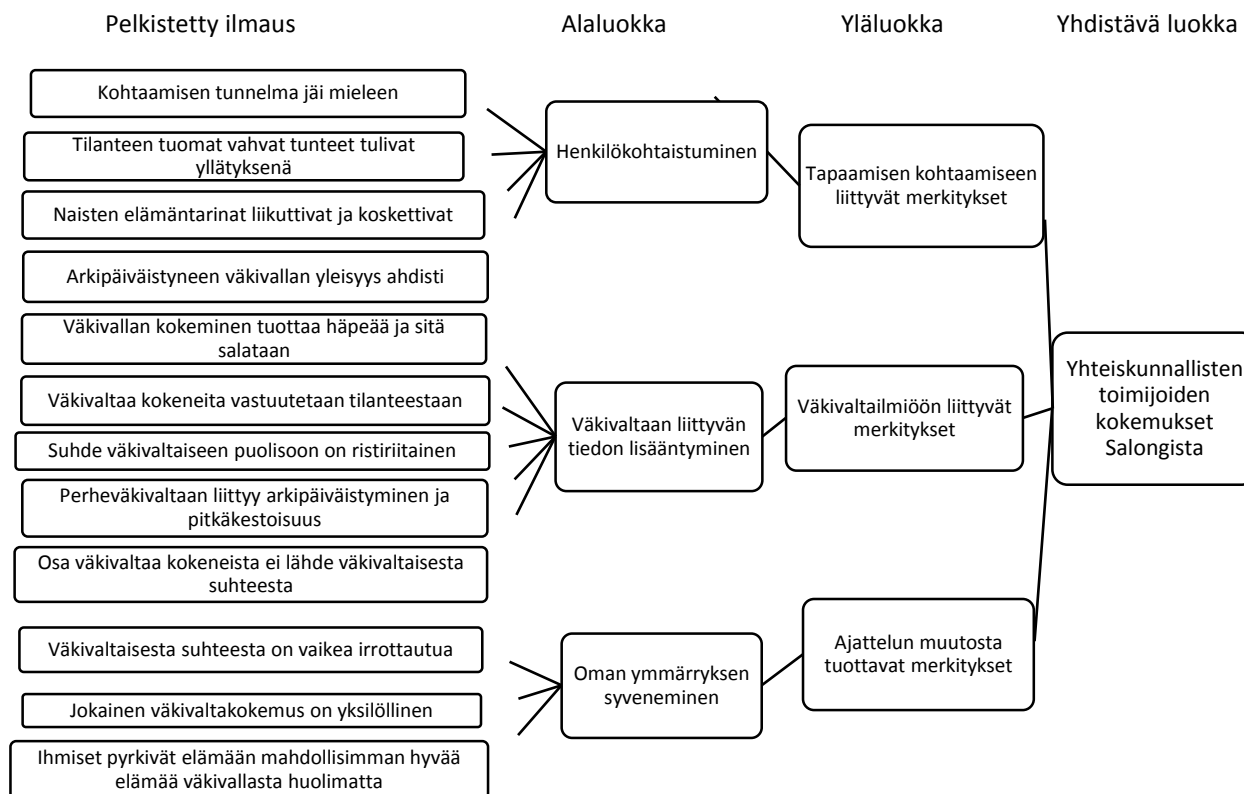 Pelkistetty ilmaus
Alaluokka
Yläluokka
Yhdistävä luokka
Kohtaamisen tunnelma jäi mieleen
Tilanteen tuomat vahvat tunteet tulivat
yllätyksenä
Naisten elämäntarinat liikuttivat ja koskettivat
Arkipäiväistyneen väkivallan yleisyys ahdisti
Väkivallan kokeminen tuottaa häpeää ja sitä
salataan
Väkivaltaa kokeneita vastuutetaan tilanteestaan
Suhde väkivaltaiseen puolisoon on ristiriitainen
Perheväkivaltaan liittyy arkipäiväistyminen ja
pitkäkestoisuus
Osa väkivaltaa kokeneista ei lähde väkivaltaisesta
suhteesta
Väkivaltaisesta suhteesta on vaikea irrottautua
Jokainen väkivaltakokemus on yksilöllinen
Ihmiset pyrkivät elämään mahdollisimman hyvää
elämää väkivallasta huolimatta
Henkilökohtaistuminen
Väkivaltaan liittyvän
tiedon lisääntyminen
Oman ymmärryksen
syveneminen
Tapaamisen kohtaamiseen
liittyvät merkitykset
Väkivaltailmiöön liittyvät
merkitykset
Ajattelun muutosta
tuottavat merkitykset
Yhteiskunnallisten
toimijoiden
kokemukset
Salongista